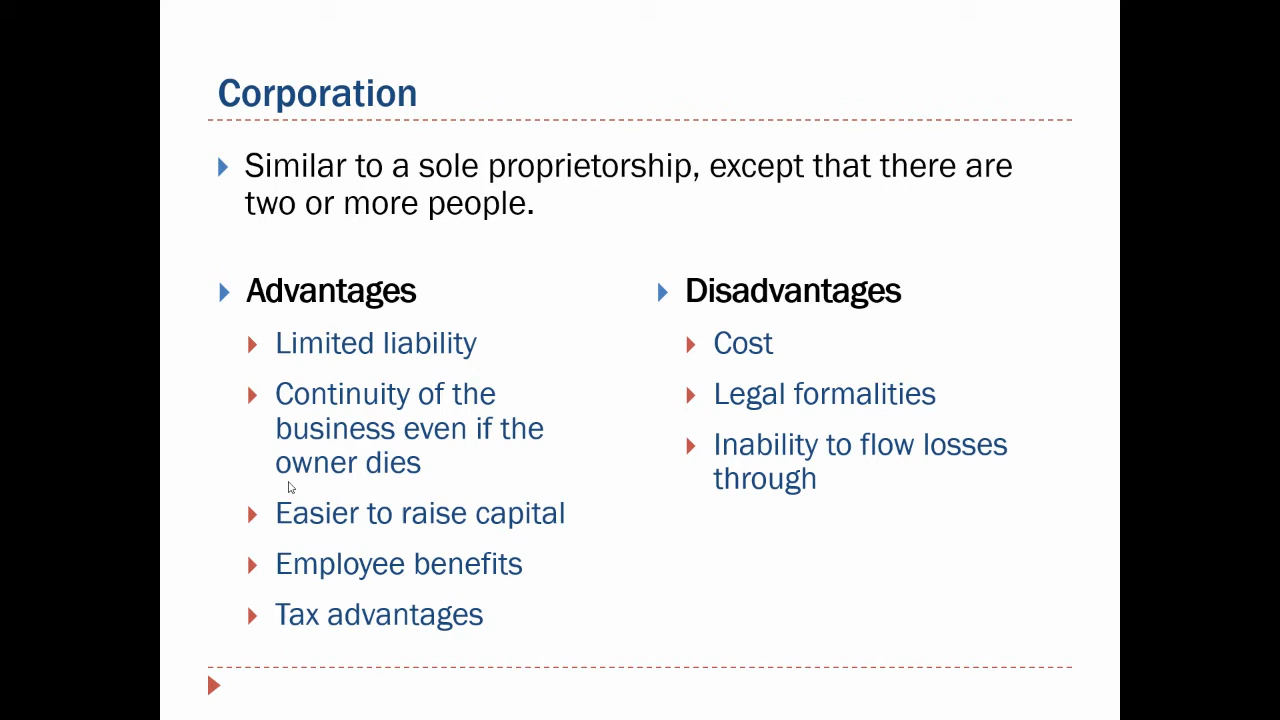 Corporation
Similar to a sole proprietorship, except that there are
two or more people.
Advantages
Limited liability
Continuity of the
business even if the
owner dies
Easier to raise capital
Employee benefits
Tax advantages
Disadvantages
Cost
Legal formalities
Inability to flow losses
through